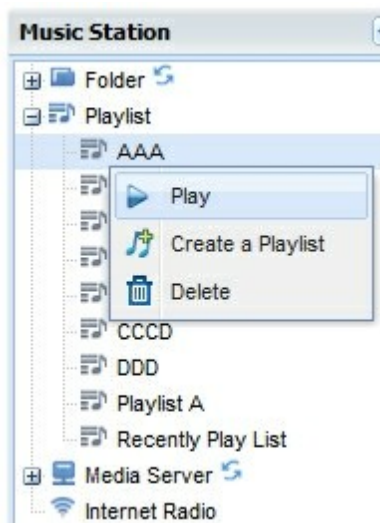 Music Station
Folder
Playlist
AAA
Play
Create a Playlist
Delete
CCCD
DDD
Playlist A
Recently Play List
Media Server
Internet Radio